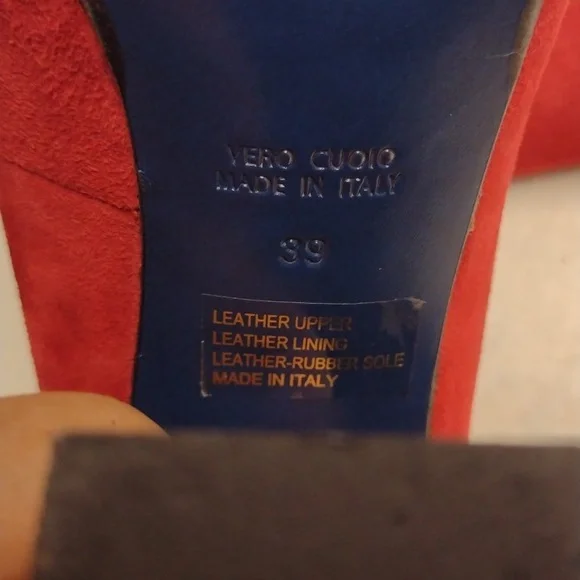 VERO CUOIO
MADE IN ITALY
39
LEATHER UPPER
LEATHER LINING
LEATHER-RUBBER SOLE
MADE IN ITALY